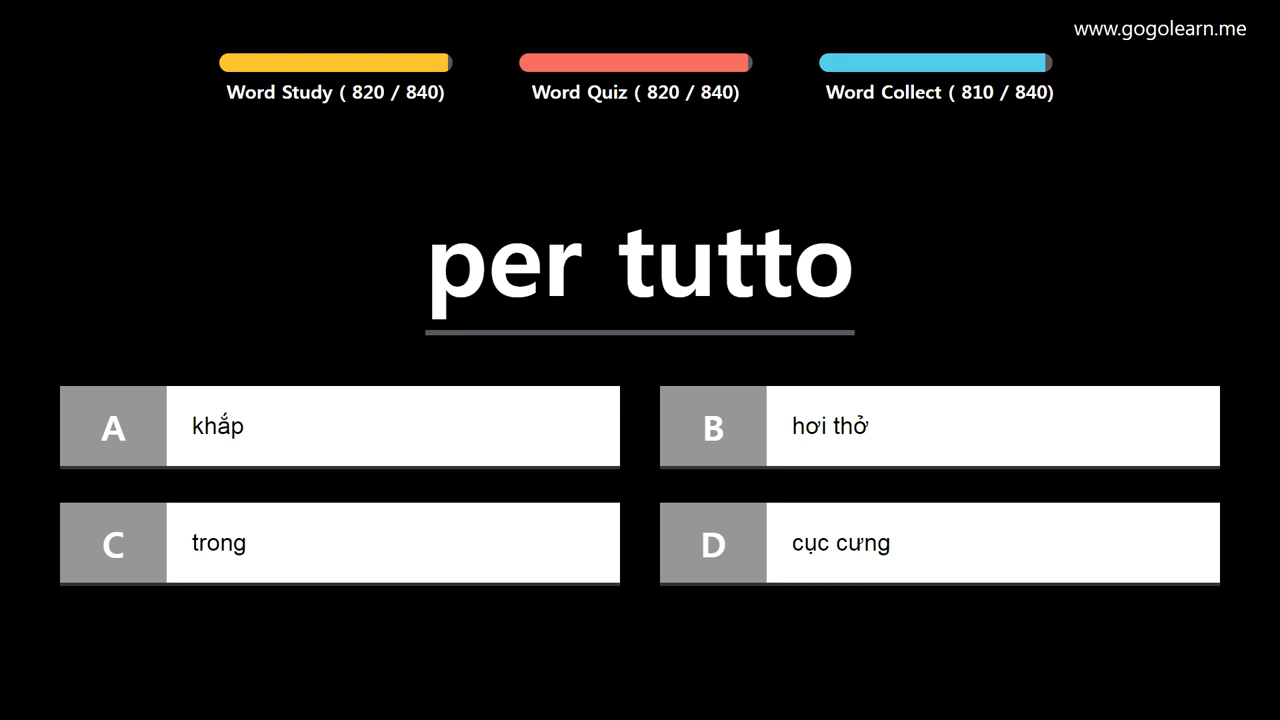 www.gogolearn.me
Word Study ( 820 / 840)
Word Quiz ( 820 / 840)
Word Collect ( 810 / 840)
per tutto
A
khắp
B
hơi thở
C
trong
D
cục cưng